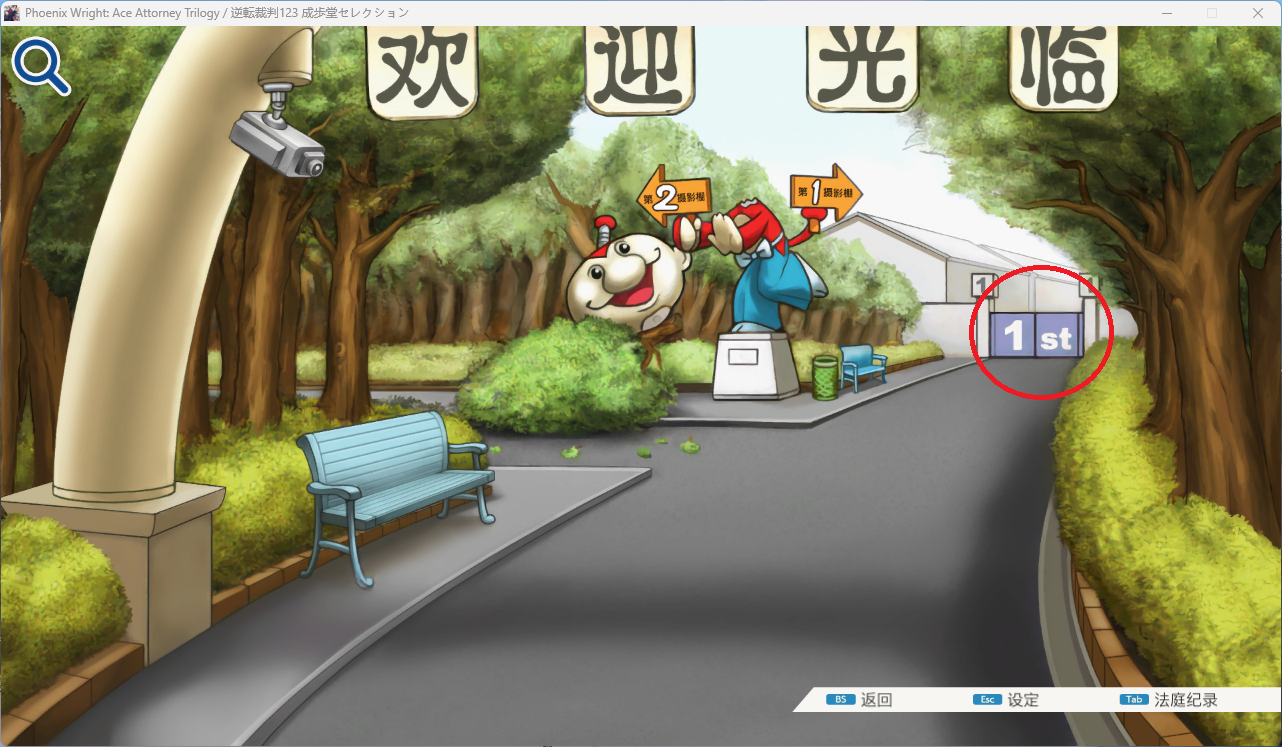 Phoenix Wright: Ace Attorney Trilogy / 逆転裁判123 成歩堂セレクション
欢 迎 光 临
第2摄影棚
第1摄影棚
1
1
1 st
BS 返回
Esc 设定
Tab 法庭纪录